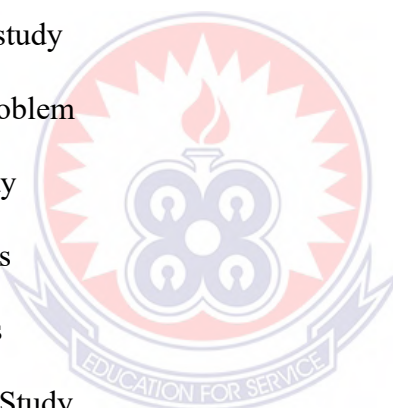 study
oblem
y
s
s
EDUCATION FOR SERVICE
Study